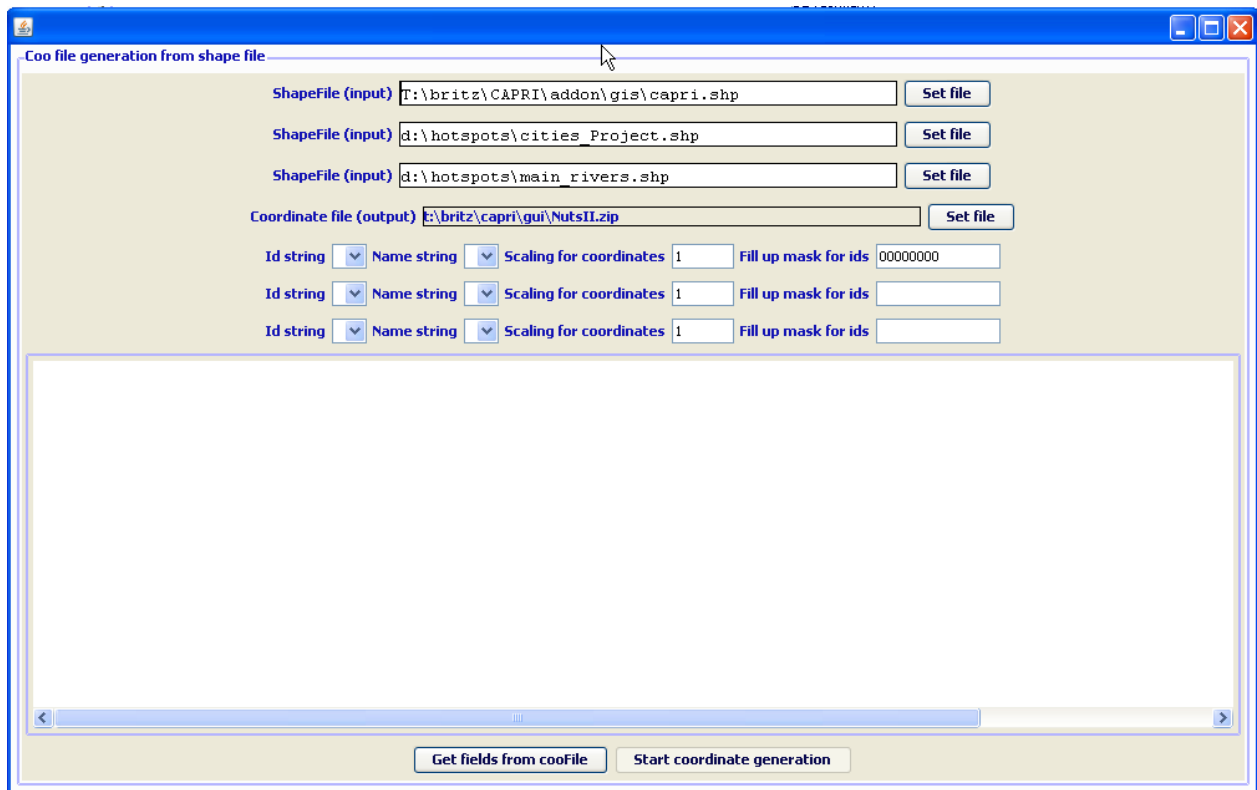 Coo file generation from shape file
ShapeFile (input) T:\britz\CAPRI\addon\gis\capri.shp Set file
ShapeFile (input) d:\hotspots\cities_Project.shp Set file
ShapeFile (input) d:\hotspots\main_rivers.shp Set file
Coordinate file (output) t:\britz\capri\gui\NutsII.zip Set file
Id string Name string Scaling for coordinates 1 Fill up mask for ids 00000000
Id string Name string Scaling for coordinates 1 Fill up mask for ids
Id string Name string Scaling for coordinates 1 Fill up mask for ids
Get fields from cooFile Start coordinate generation